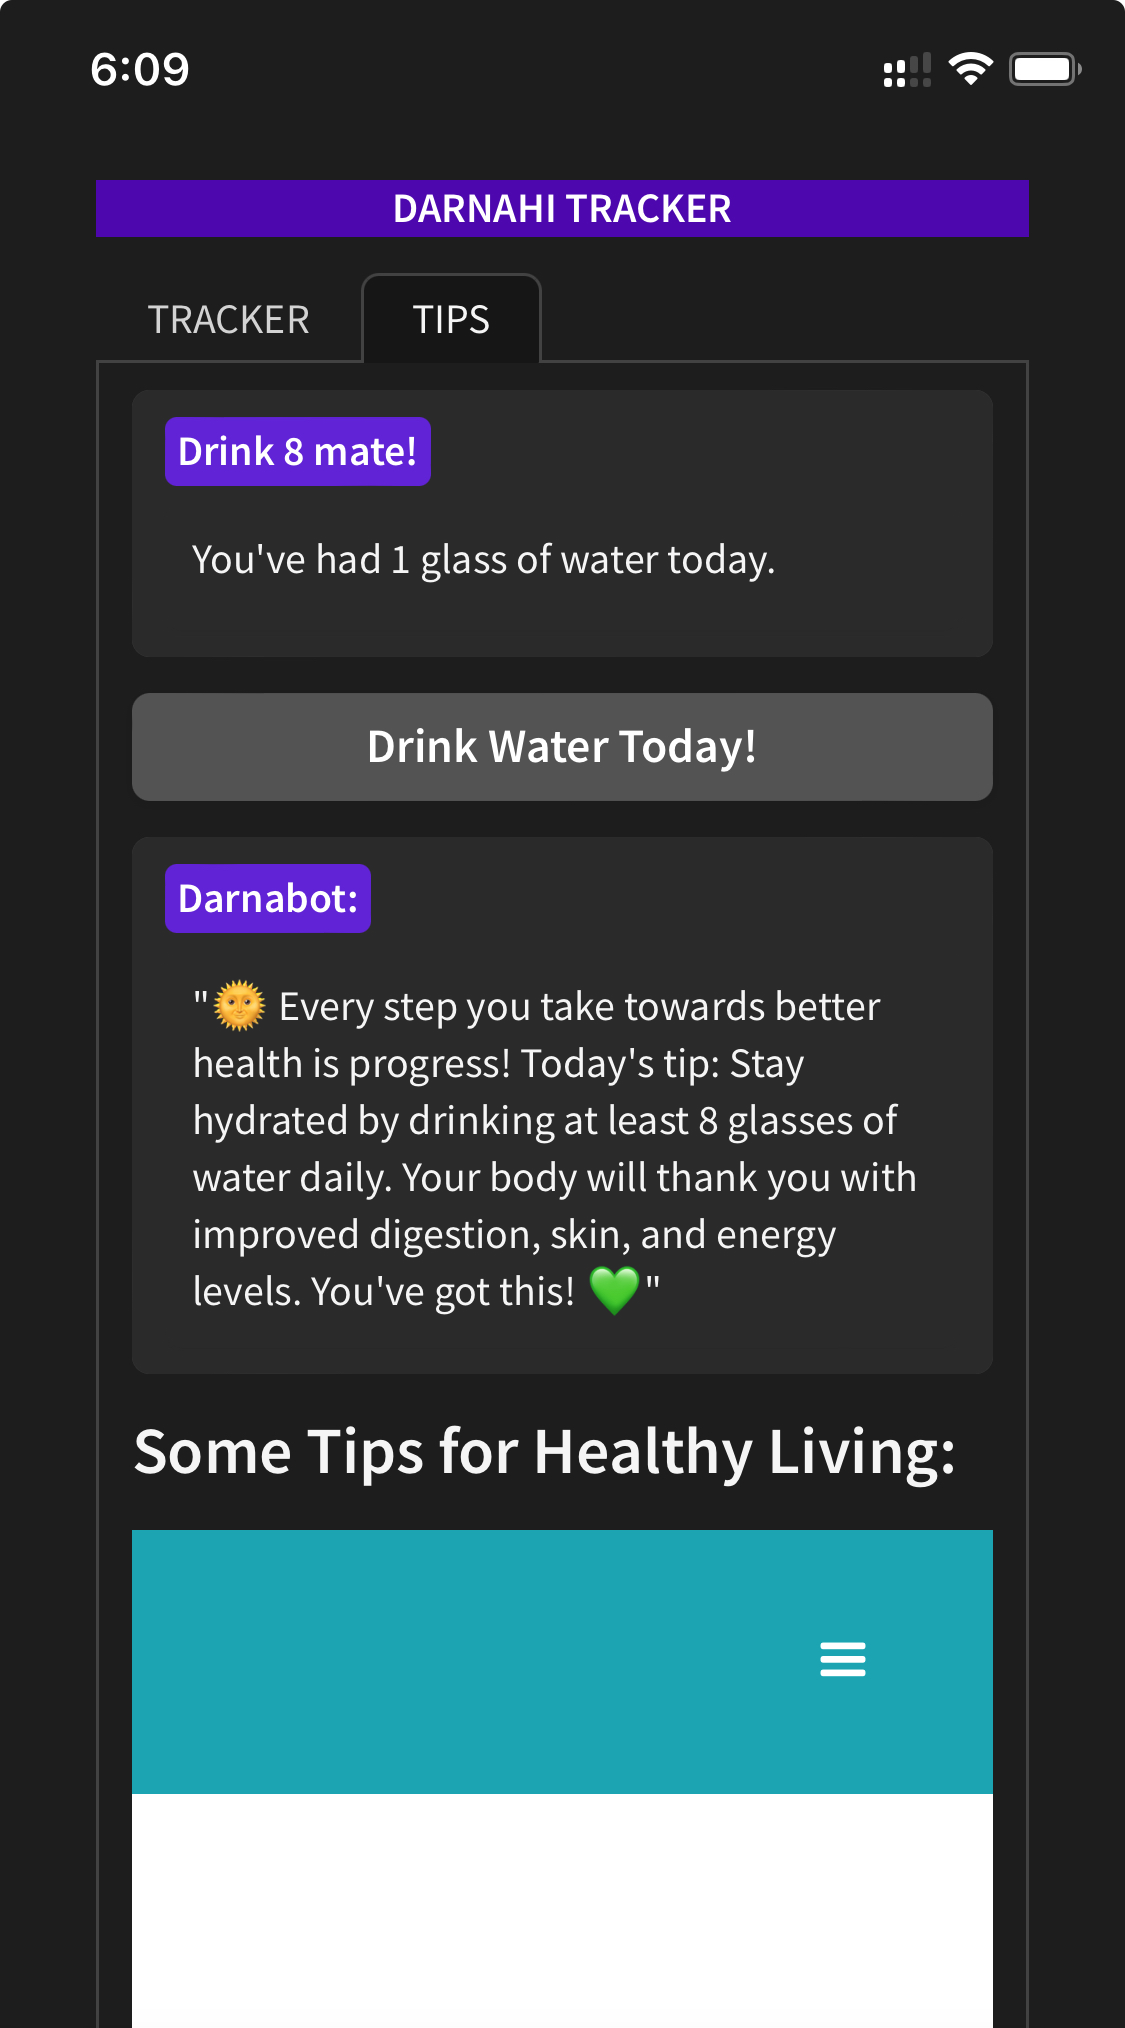 6:09
DARNAHI TRACKER
TRACKER
TIPS
Drink 8 mate!
You've had 1 glass of water today.
Drink Water Today!
Darnabot:
"🌞 Every step you take towards better
health is progress! Today's tip: Stay
hydrated by drinking at least 8 glasses of
water daily. Your body will thank you with
improved digestion, skin, and energy
levels. You've got this! 💚"
Some Tips for Healthy Living: